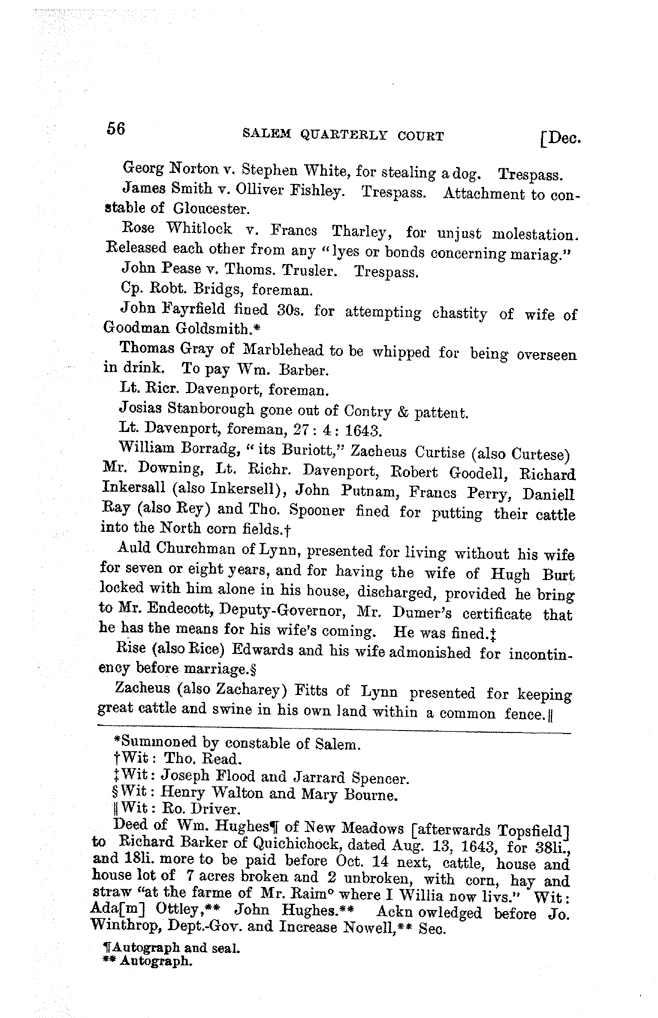 56 SALEM QUARTERLY COURT [Dec.
Georg Norton v. Stephen White, for stealing a dog. Trespass.
James Smith v. Olliver Fishley. Trespass. Attachment to con-
stable of Gloucester.
Rose Whitlock v. Francs Tharley, for unjust molestation.
Released each other from any "lyes or bonds concerning mariag."
John Pease v. Thoms. Trusler. Trespass.
Cp. Robt. Bridgs, foreman.
John Fayrfield fined 30s. for attempting chastity of wife of
Goodman Goldsmith.*
Thomas Gray of Marblehead to be whipped for being overseen
in drink. To pay Wm. Barber.
Lt. Ricr. Davenport, foreman.
Josias Stanborough gone out of Contry & pattent.
Lt. Davenport, foreman, 27: 4: 1643.
William Borradg, "its Buriott," Zacheus Curtise (also Curtese)
Mr. Downing, Lt. Richr. Davenport, Robert Goodell, Richard
Inkersall (also Inkersell), John Putnam, Francs Perry, Daniell
Ray (also Rey) and Tho. Spooner fined for putting their cattle
into the North corn fields.†
Auld Churchman of Lynn, presented for living without his wife
for seven or eight years, and for having the wife of Hugh Burt
locked with him alone in his house, discharged, provided he bring
to Mr. Endecott, Deputy-Governor, Mr. Dumer's certificate that
he has the means for his wife's coming. He was fined.‡
Rise (also Rice) Edwards and his wife admonished for incontin-
ency before marriage.§
Zacheus (also Zacharey) Fitts of Lynn presented for keeping
great cattle and swine in his own land within a common fence.‖
*Summoned by constable of Salem.
†Wit: Tho. Read.
‡Wit: Joseph Flood and Jarrard Spencer.
§Wit: Henry Walton and Mary Bourne.
‖Wit: Ro. Driver.
Deed of Wm. Hughes¶ of New Meadows [afterwards Topsfield]
to Richard Barker of Quichichock, dated Aug. 13, 1643, for 38li.,
and 18li. more to be paid before Oct. 14 next, cattle, house and
house lot of 7 acres broken and 2 unbroken, with corn, hay and
straw "at the farme of Mr. Raimᵒ where I Willia now livs." Wit:
Ada[m] Ottley,** John Hughes.** Ackn owledged before Jo.
Winthrop, Dept.-Gov. and Increase Nowell,** Sec.
¶Autograph and seal.
** Autograph.